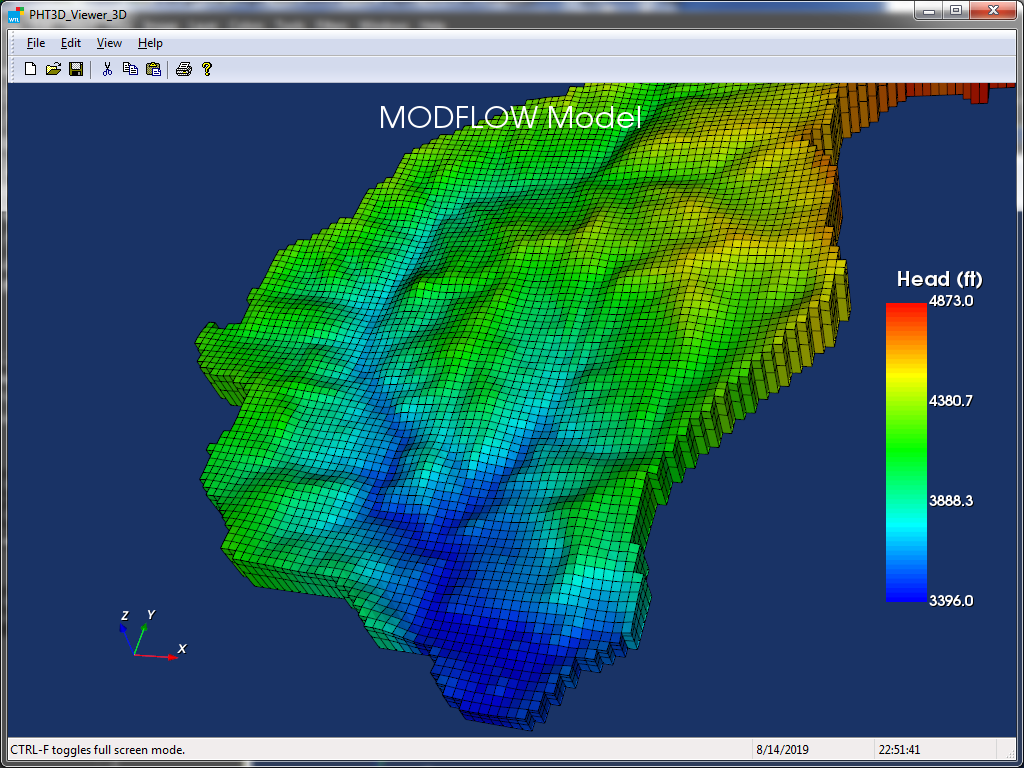 PHT3D_Viewer_3D
File Edit View Help
MODFLOW Model
Head (ft)
4873.0
4380.7
3888.3
3396.0
Z Y
X
CTRL-F toggles full screen mode. 8/14/2019 22:51:41